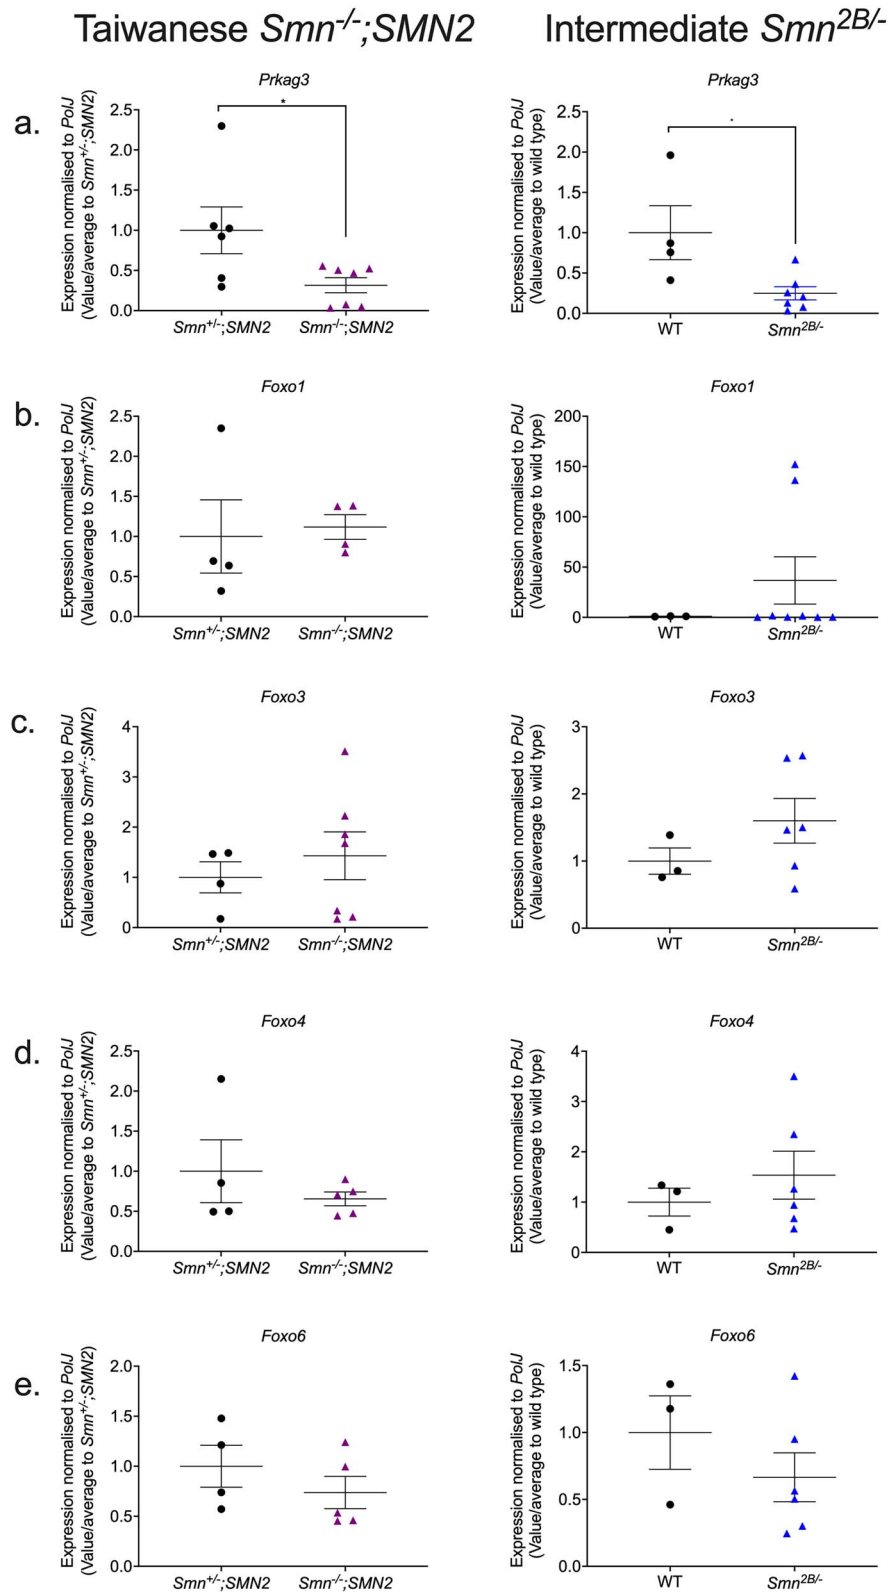 Taiwanese Smn-/-;SMN2 Intermediate Smn2B/-
a.
Prkag3
Expression normalised to PolJ
(Value/average to Smn+/-;SMN2)
2.5
2.0
1.5
1.0
0.5
0.0
*
Smn+/-;SMN2 Smn-/-;SMN2
Prkag3
Expression normalised to PolJ
(Value/average to wild type)
2.5
2.0
1.5
1.0
0.5
0.0
*
WT Smn2B/-
b.
Foxo1
Expression normalised to PolJ
(Value/average to Smn+/-;SMN2)
2.5
2.0
1.5
1.0
0.5
0.0
Smn+/-;SMN2 Smn-/-;SMN2
Foxo1
Expression normalised to PolJ
(Value/average to wild type)
200
150
100
50
0
WT Smn2B/-
c.
Foxo3
Expression normalised to PolJ
(Value/average to Smn+/-;SMN2)
4
3
2
1
0
Smn+/-;SMN2 Smn-/-;SMN2
Foxo3
Expression normalised to PolJ
(Value/average to wild type)
3
2
1
0
WT Smn2B/-
d.
Foxo4
Expression normalised to PolJ
(Value/average to Smn+/-;SMN2)
2.5
2.0
1.5
1.0
0.5
0.0
Smn+/-;SMN2 Smn-/-;SMN2
Foxo4
Expression normalised to PolJ
(Value/average to wild type)
4
3
2
1
0
WT Smn2B/-
e.
Foxo6
Expression normalised to PolJ
(Value/average to Smn+/-;SMN2)
2.0
1.5
1.0
0.5
0.0
Smn+/-;SMN2 Smn-/-;SMN2
Foxo6
Expression normalised to PolJ
(Value/average to wild type)
1.5
1.0
0.5
0.0
WT Smn2B/-